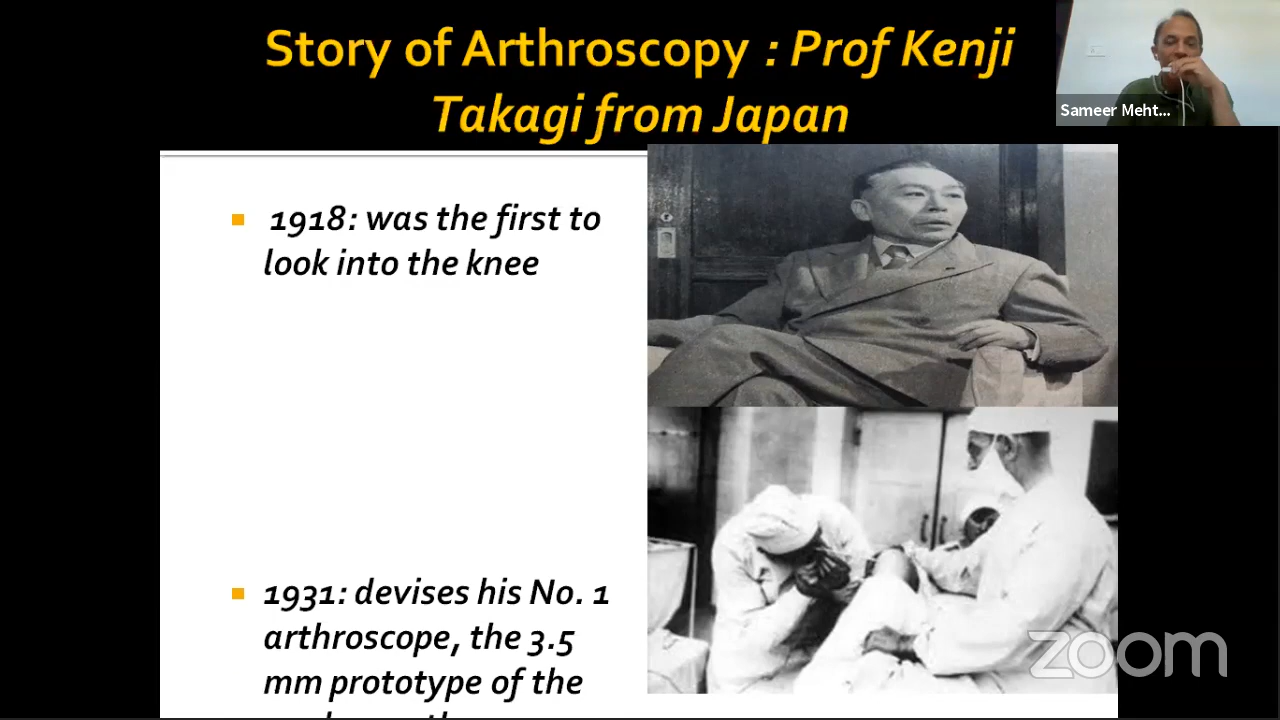 Story of Arthroscopy : Prof Kenji
Takagi from Japan
Sameer Meht...
1918: was the first to
look into the knee
1931: devises his No. 1
arthroscope, the 3.5
mm prototype of the
zoom